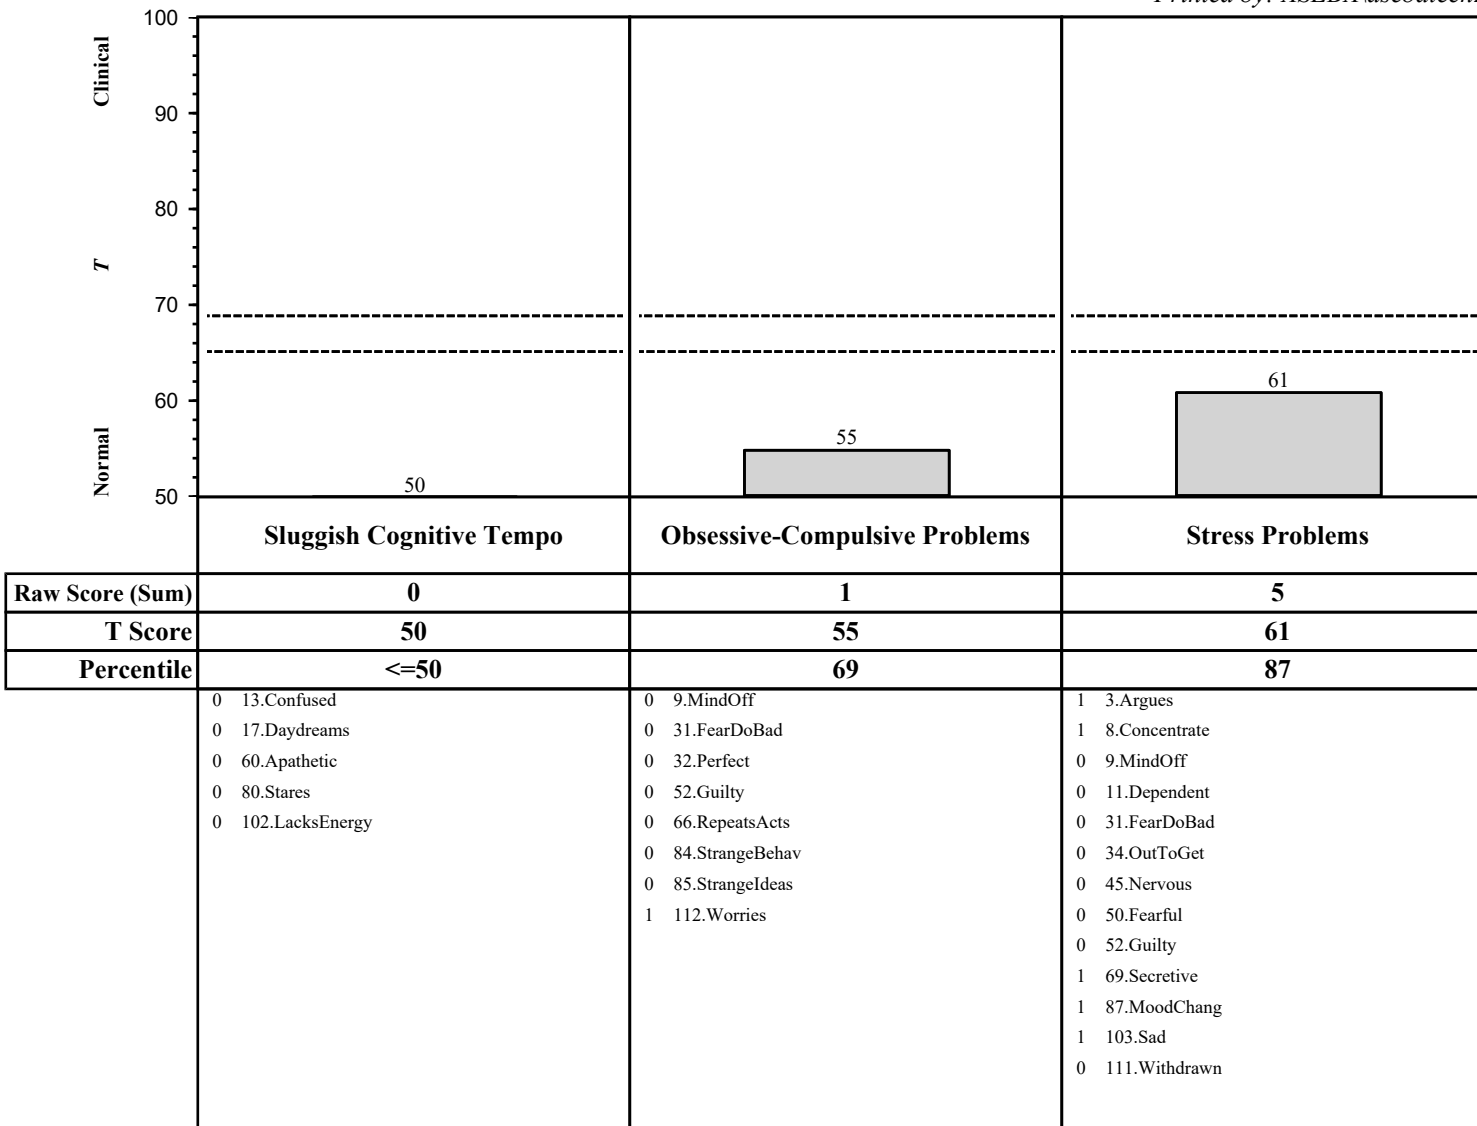 100
90
80
70
60
50
Clinical
T
Normal
50
55
61
Sluggish Cognitive Tempo
Obsessive-Compulsive Problems
Stress Problems
Raw Score (Sum) 0 1 5
T Score 50 55 61
Percentile <=50 69 87
0 13.Confused
0 17.Daydreams
0 60.Apathetic
0 80.Stares
0 102.LacksEnergy
0 9.MindOff
0 31.FearDoBad
0 32.Perfect
0 52.Guilty
0 66.RepeatsActs
0 84.StrangeBehav
0 85.StrangeIdeas
1 112.Worries
1 3.Argues
1 8.Concentrate
0 9.MindOff
0 11.Dependent
0 31.FearDoBad
0 34.OutToGet
0 45.Nervous
0 50.Fearful
0 52.Guilty
1 69.Secretive
1 87.MoodChang
1 103.Sad
0 111.Withdrawn